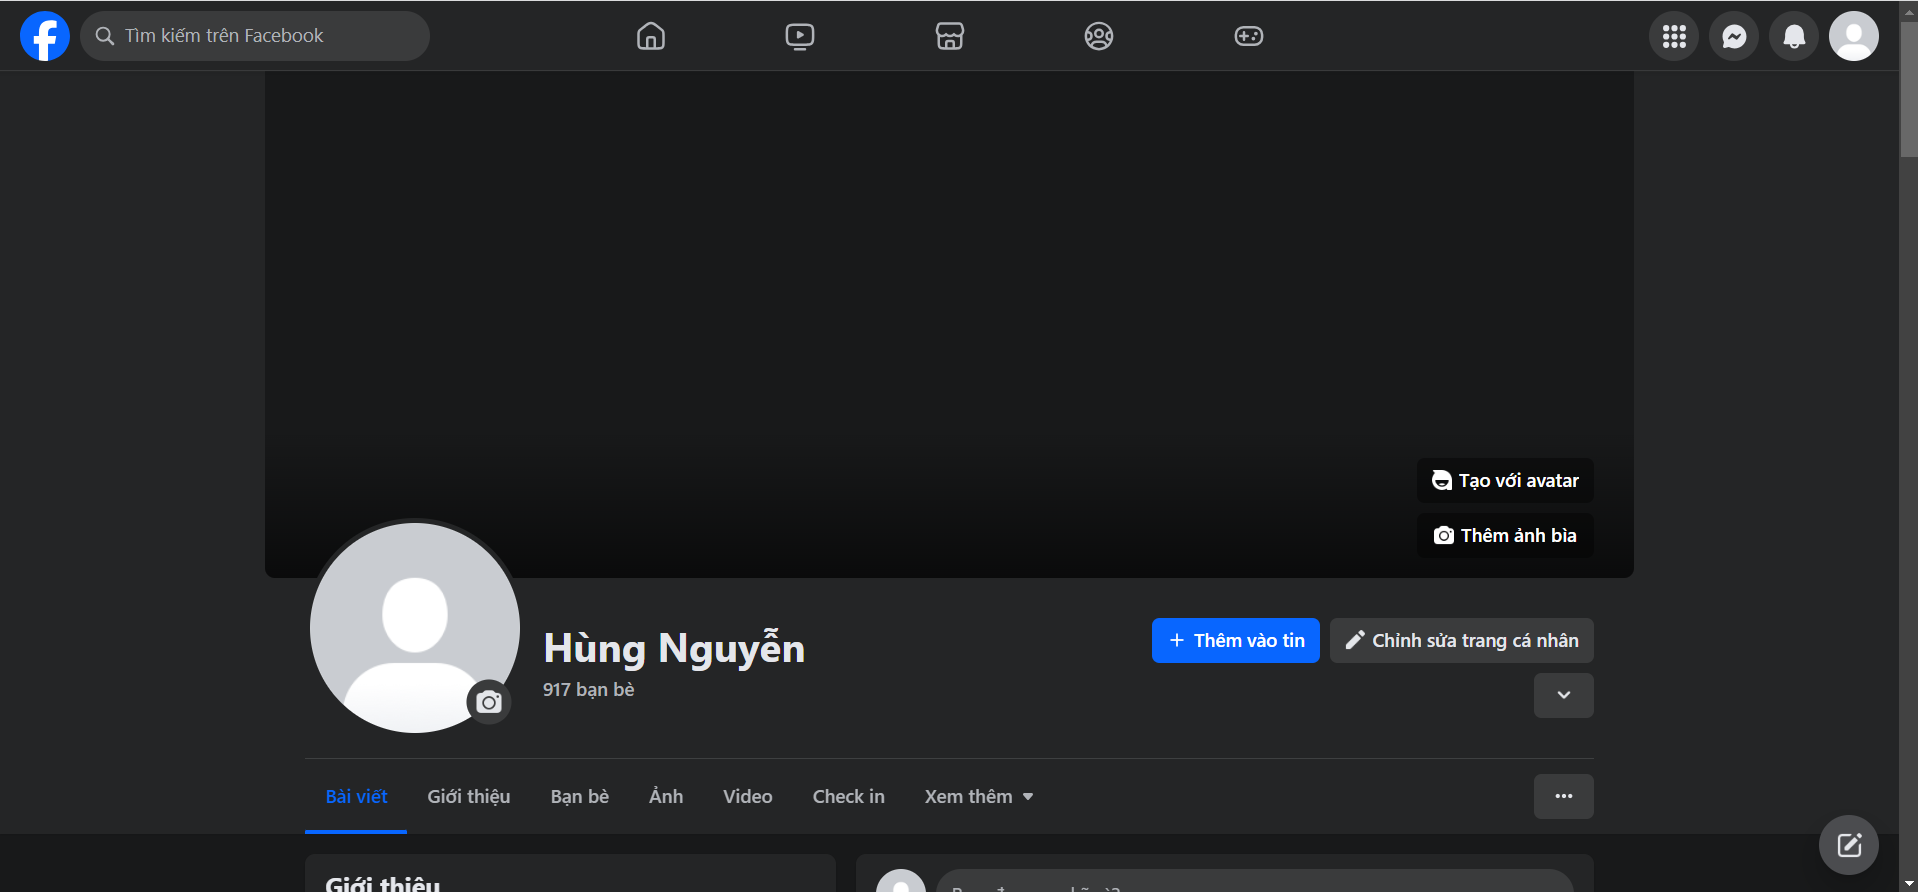 Tìm kiếm trên Facebook
Tạo với avatar
Thêm ảnh bìa
Hùng Nguyễn
917 bạn bè
Thêm vào tin
Chỉnh sửa trang cá nhân
Bài viết Giới thiệu Bạn bè Ảnh Video Check in Xem thêm
Giới thiệu